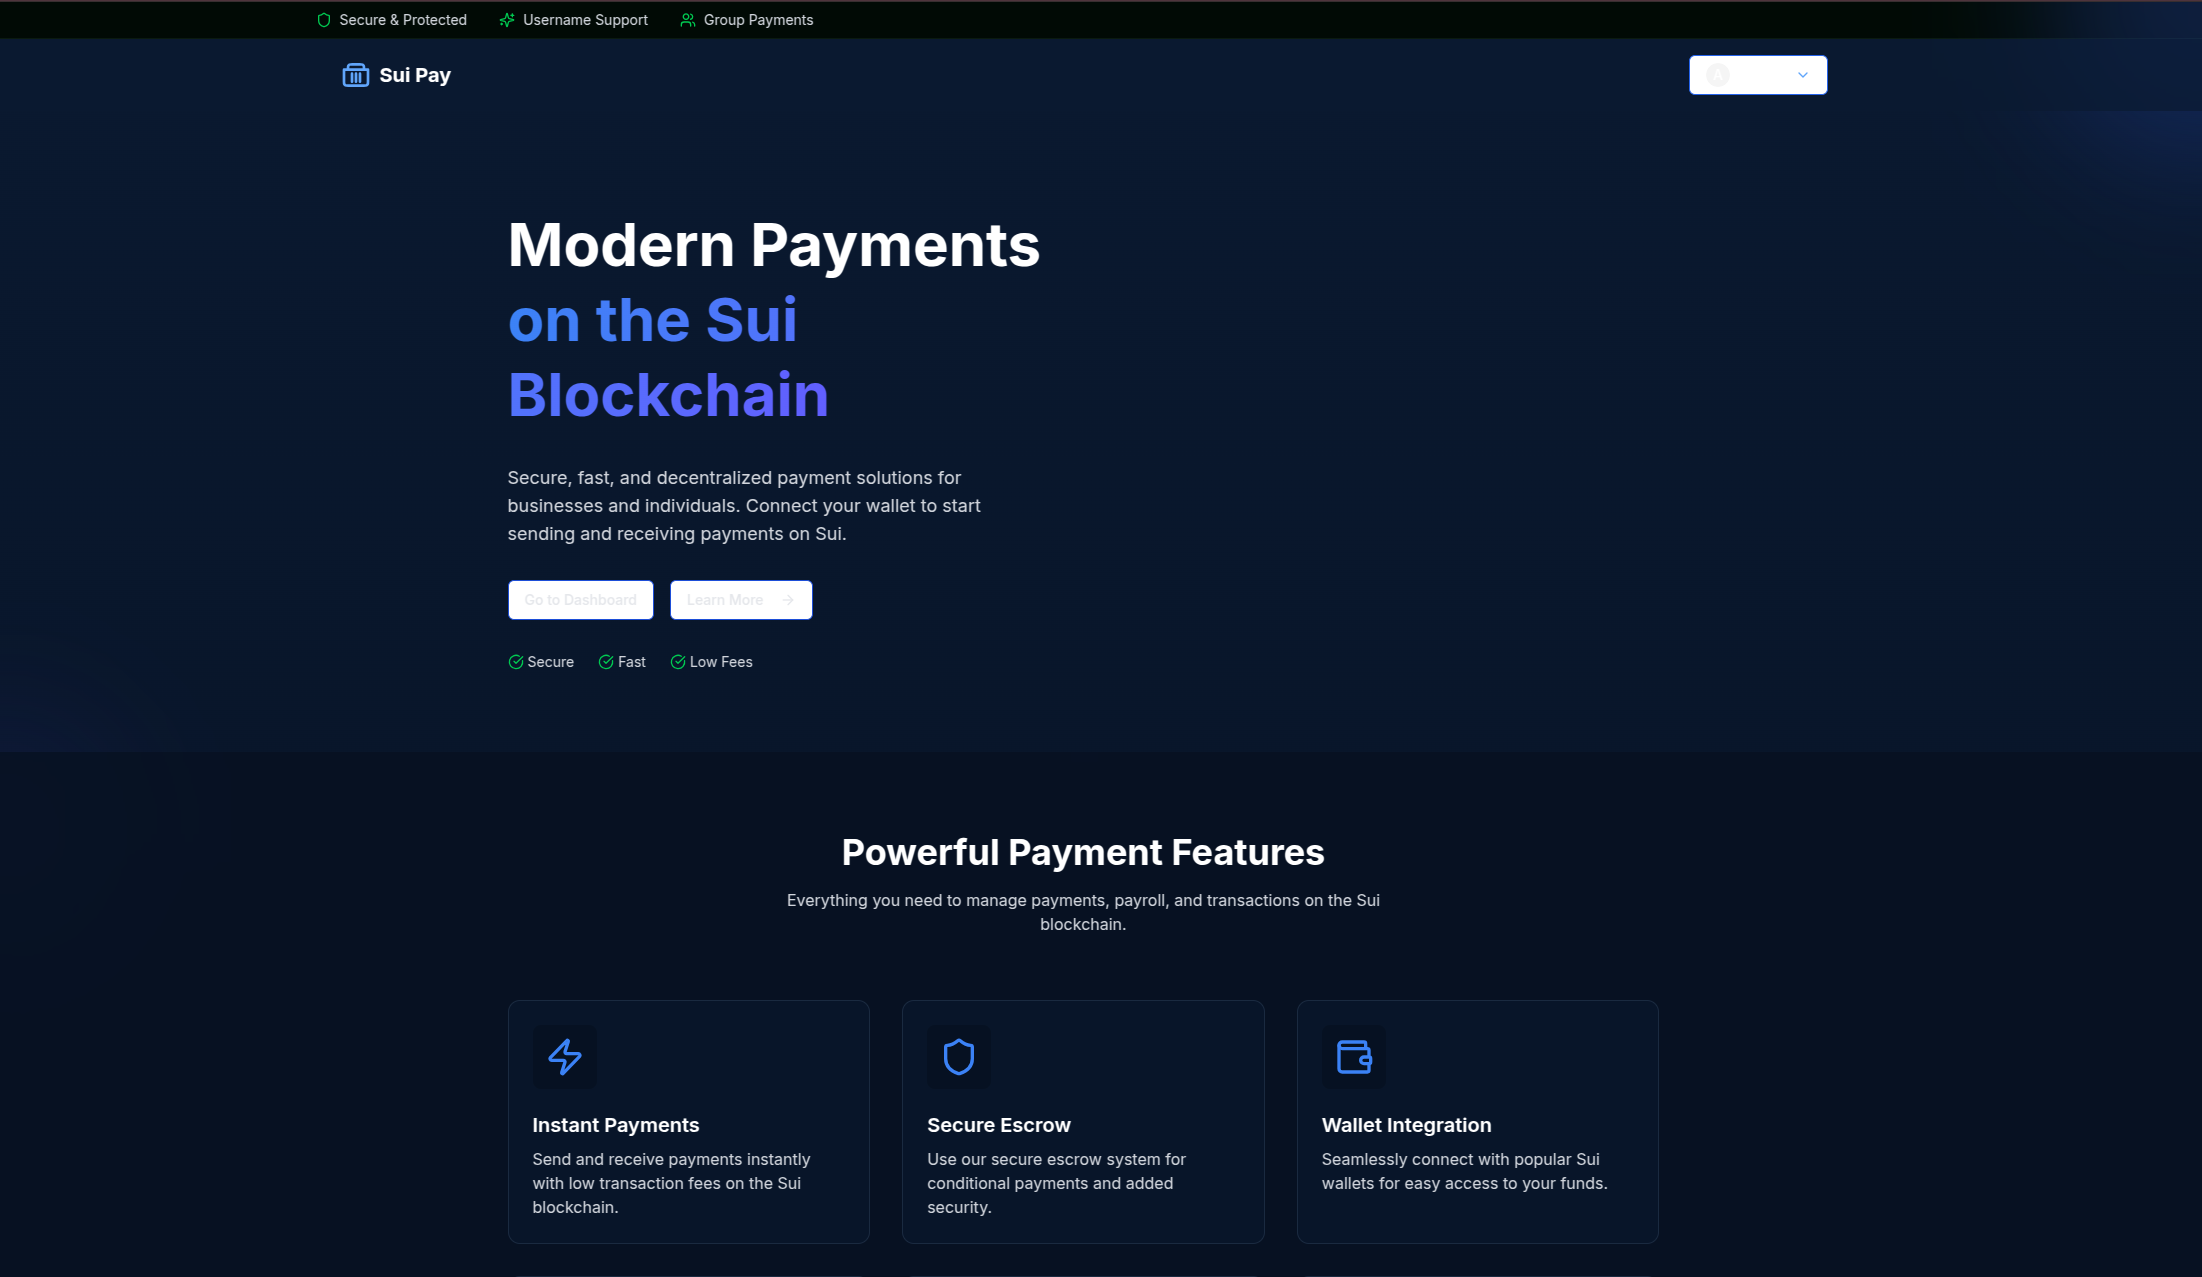 Secure & Protected
Username Support
Group Payments
Sui Pay
A
Modern Payments
on the Sui
Blockchain
Secure, fast, and decentralized payment solutions for
businesses and individuals. Connect your wallet to start
sending and receiving payments on Sui.
Go to Dashboard
Learn More
Secure
Fast
Low Fees
Powerful Payment Features
Everything you need to manage payments, payroll, and transactions on the Sui
blockchain.
Instant Payments
Send and receive payments instantly
with low transaction fees on the Sui
blockchain.
Secure Escrow
Use our secure escrow system for
conditional payments and added
security.
Wallet Integration
Seamlessly connect with popular Sui
wallets for easy access to your funds.